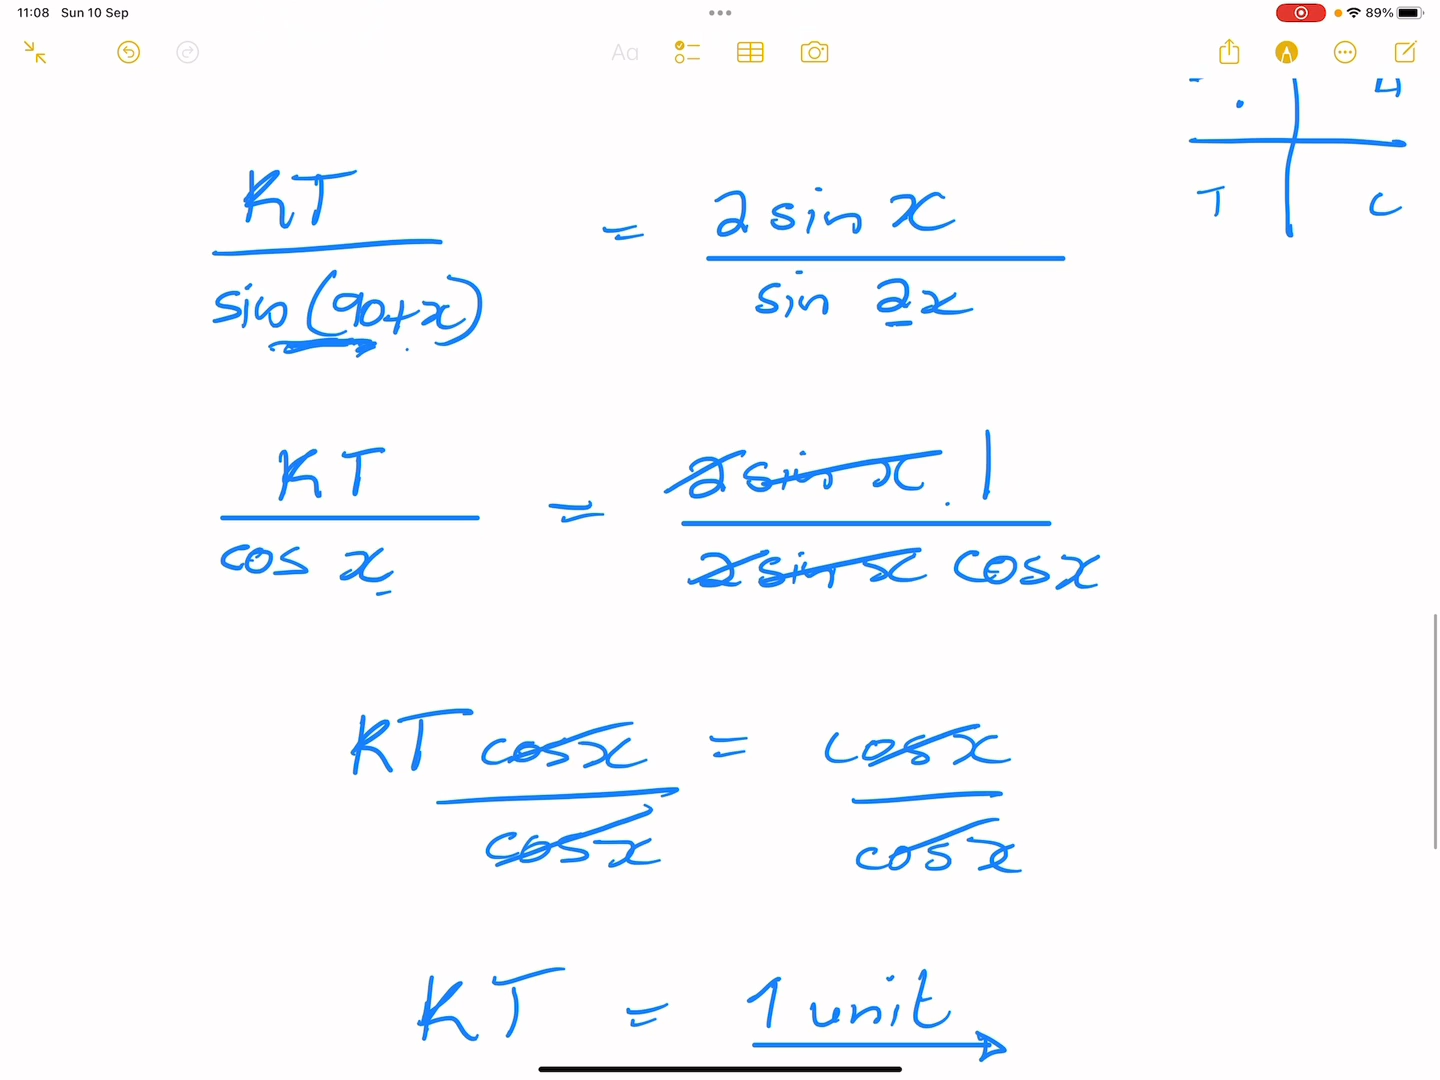 11:08 Sun 10 Sep 89%
Aa
T C
KT / sin (90+x) = 2 sin x / sin 2x
KT / cos x = 2 sin x . 1 / 2 sin x cos x
KT cos x / cos x = cos x / cos x
KT = 1 unit